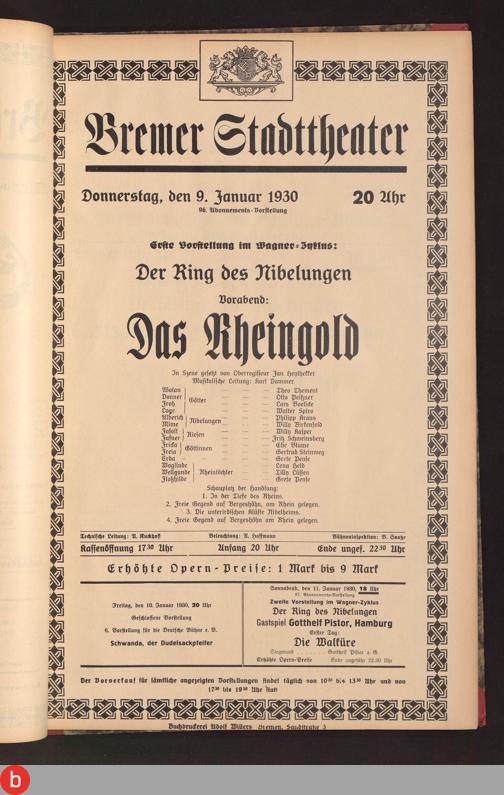 Bremer Stadttheater
Donnerstag, den 9. Januar 1930 20 Uhr
96. Abonnements-Vorstellung
Erste Vorstellung im Wagner-Zyklus:
Der Ring des Nibelungen
Vorabend:
Das Rheingold
In Szene gesetzt von Oberregisseur Jan Heythekker
Musikalische Leitung: Karl Dammer
Wotan — — — Theo Thement
Donner Götter — — — Otto Peißner
Froh — — — Lars Boelicke
Loge — — — Walter Spiro
Alberich Nibelungen — — — Philipp Kraus
Mime — — — Willy Birkenfeld
Fasolt Riesen — — — Willy Kaiser
Fafner — — — Fritz Schweinsberg
Fricka Göttinnen — — — Else Blume
Freia — — — Gertrud Steinweg
Erda — — — — Grete Pense
Woglinde — — — Lena Held
Wellgunde Rheintöchter — — — Tilly Lüssen
Floßhilde — — — Grete Pense
Schauplatz der Handlung:
1. In der Tiefe des Rheins.
2. Freie Gegend auf Bergeshöhn, am Rhein gelegen.
3. Die unterirdischen Klüfte Nibelheims.
4. Freie Gegend auf Bergeshöhn am Rhein gelegen.
Technische Leitung: A. Ruckhoff Beleuchtung: A. Haffmann Bühneninspektion: B. Saatze
Kassenöffnung 17³⁰ Uhr Anfang 20 Uhr Ende ungef. 22³⁰ Uhr
Erhöhte Opern-Preise: 1 Mark bis 9 Mark
Freitag, den 10. Januar 1930, 20 Uhr
Geschlossene Vorstellung
6. Vorstellung für die Deutsche Bühne e. V.
Schwanda, der Dudelsackpfeifer
Sonnabend, den 11. Januar 1930, 18 Uhr
97. Abonnements-Vorstellung
Zweite Vorstellung im Wagner-Zyklus
Der Ring des Nibelungen
Gastspiel Gotthelf Pistor, Hamburg
Erster Tag:
Die Walküre
Siegmund . . . . . . Gotthelf Pistor a. G.
Erhöhte Opern-Preise Ende ungefähr 22.30 Uhr
Der Vorverkauf für sämtliche angezeigten Vorstellungen findet täglich von 10³⁰ bis 13³⁰ Uhr und von
17³⁰ bis 19³⁰ Uhr statt
Buchdruckerei Adolf Willers Bremen, Sandstraße 3
b